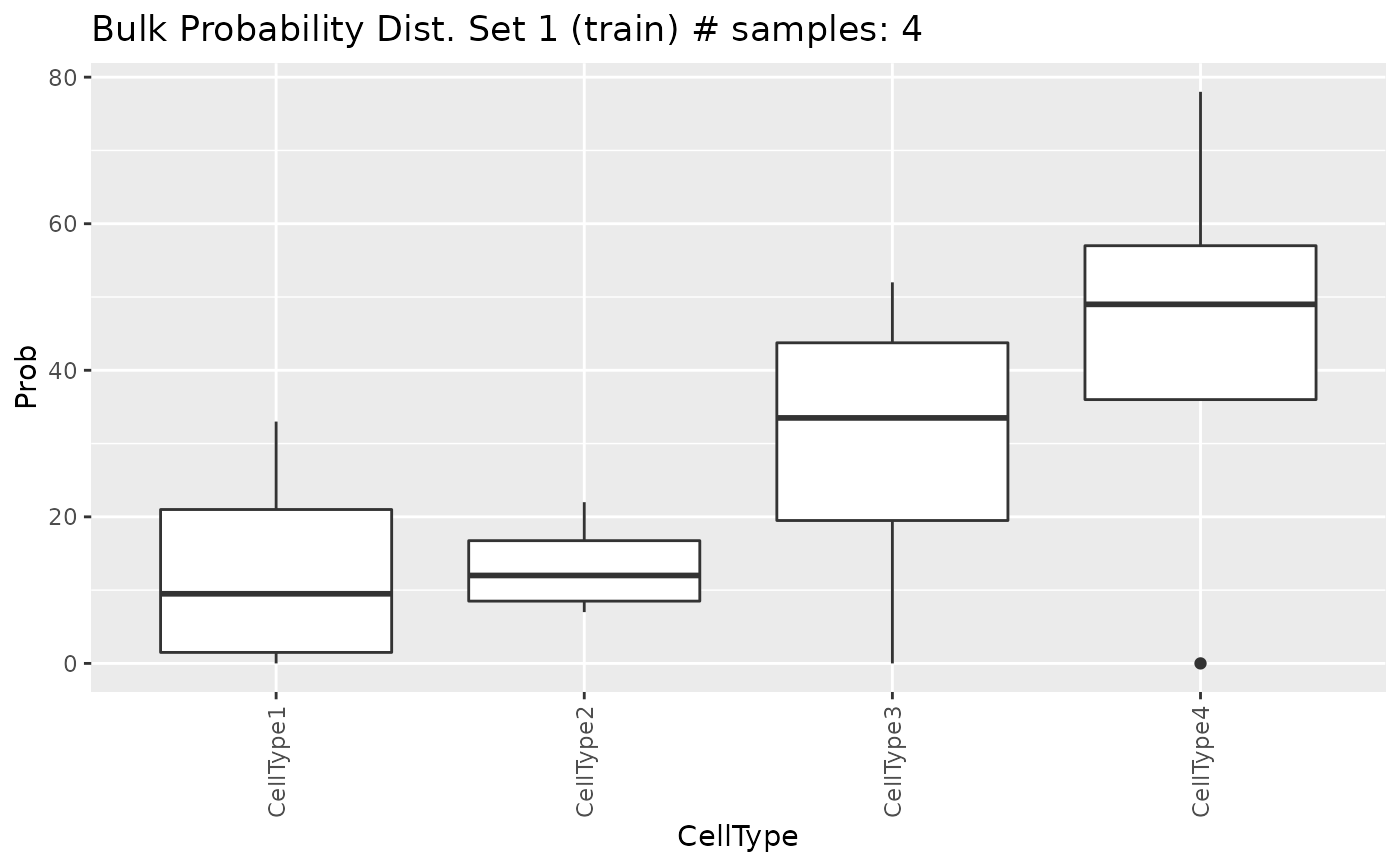 Bulk Probability Dist. Set 1 (train) # samples: 4
80
60
40
20
0
Prob
CellType1
CellType2
CellType3
CellType4
CellType